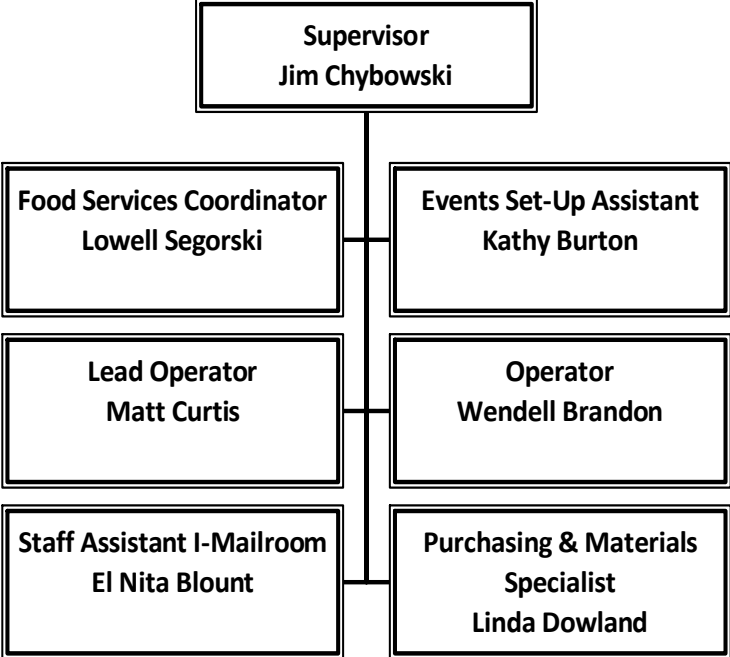 Supervisor
Jim Chybowski
Food Services Coordinator
Lowell Segorski
Events Set-Up Assistant
Kathy Burton
Lead Operator
Matt Curtis
Operator
Wendell Brandon
Staff Assistant I-Mailroom
El Nita Blount
Purchasing & Materials
Specialist
Linda Dowland